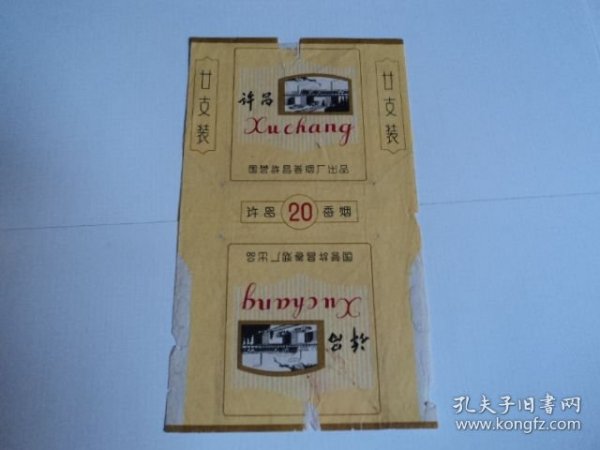 廿支装
廿支装
许昌
Xuchang
国营许昌卷烟厂出品
许昌 20 香烟
国营许昌卷烟厂出品
Xuchang
许昌
孔夫子旧书网
www.kongfz.com